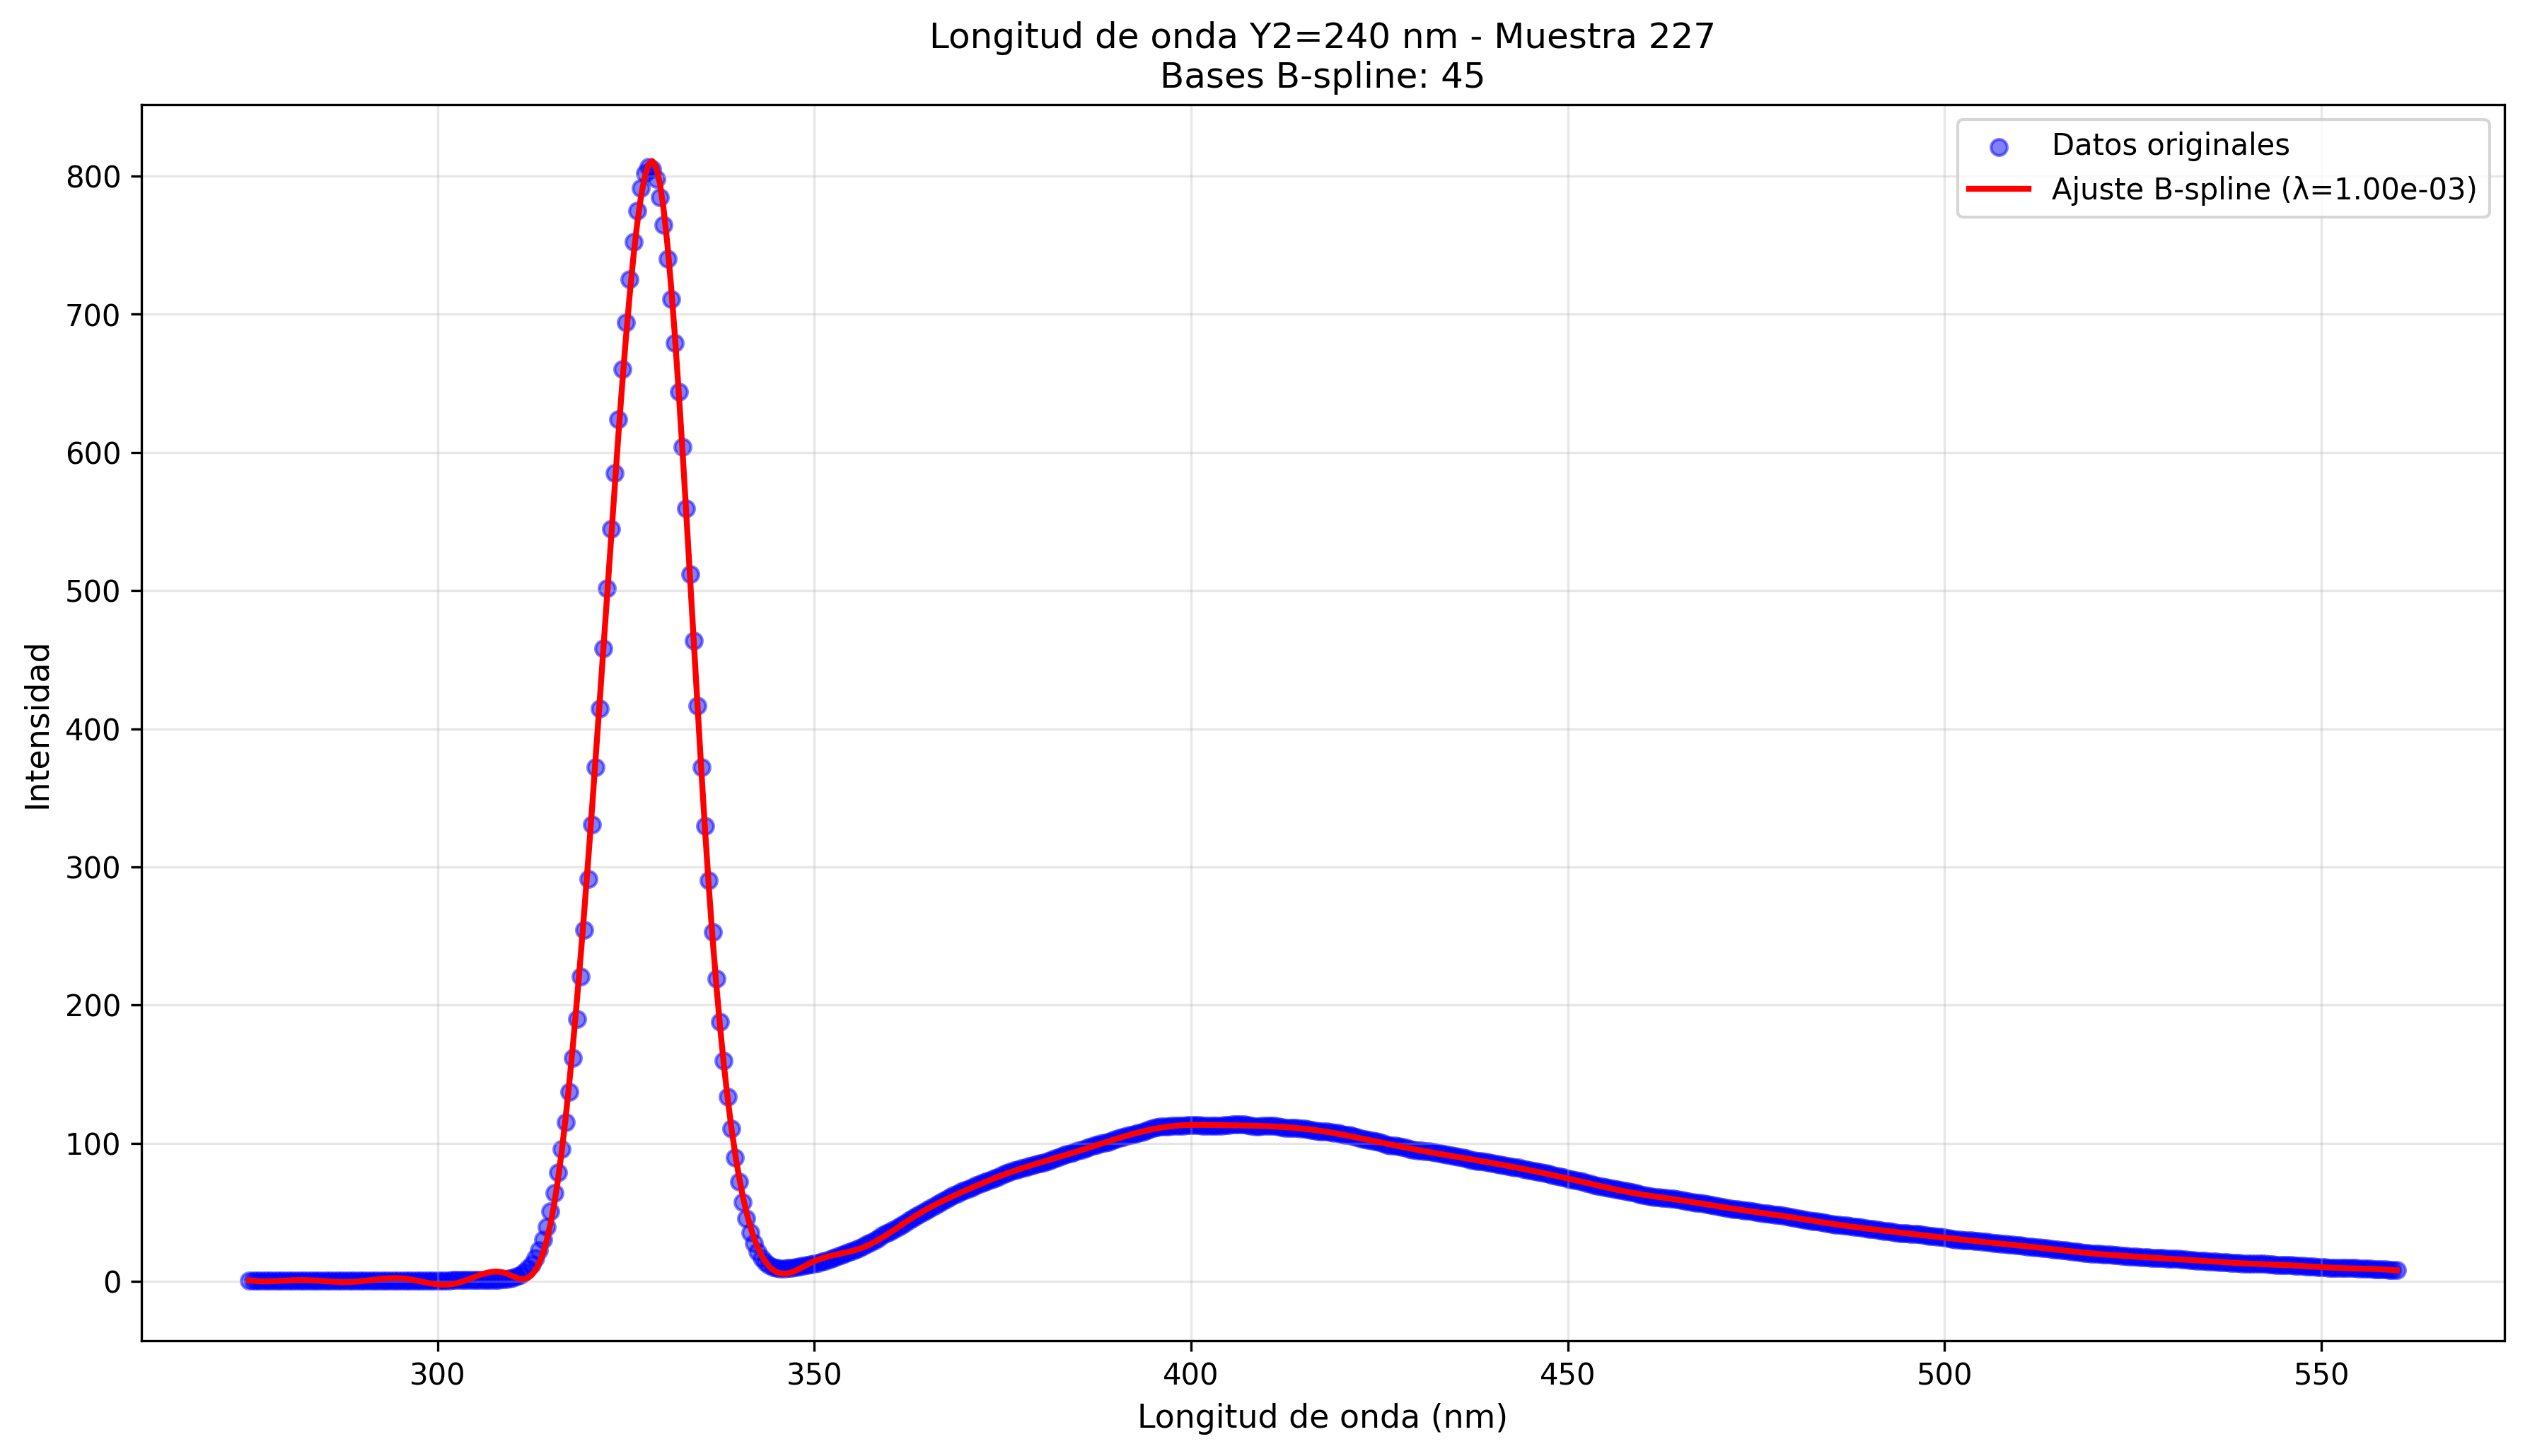 Longitud de onda Y2=240 nm - Muestra 227
Bases B-spline: 45
Datos originales
Ajuste B-spline (λ=1.00e-03)
Intensidad
800
700
600
500
400
300
200
100
0
300
350
400
450
500
550
Longitud de onda (nm)